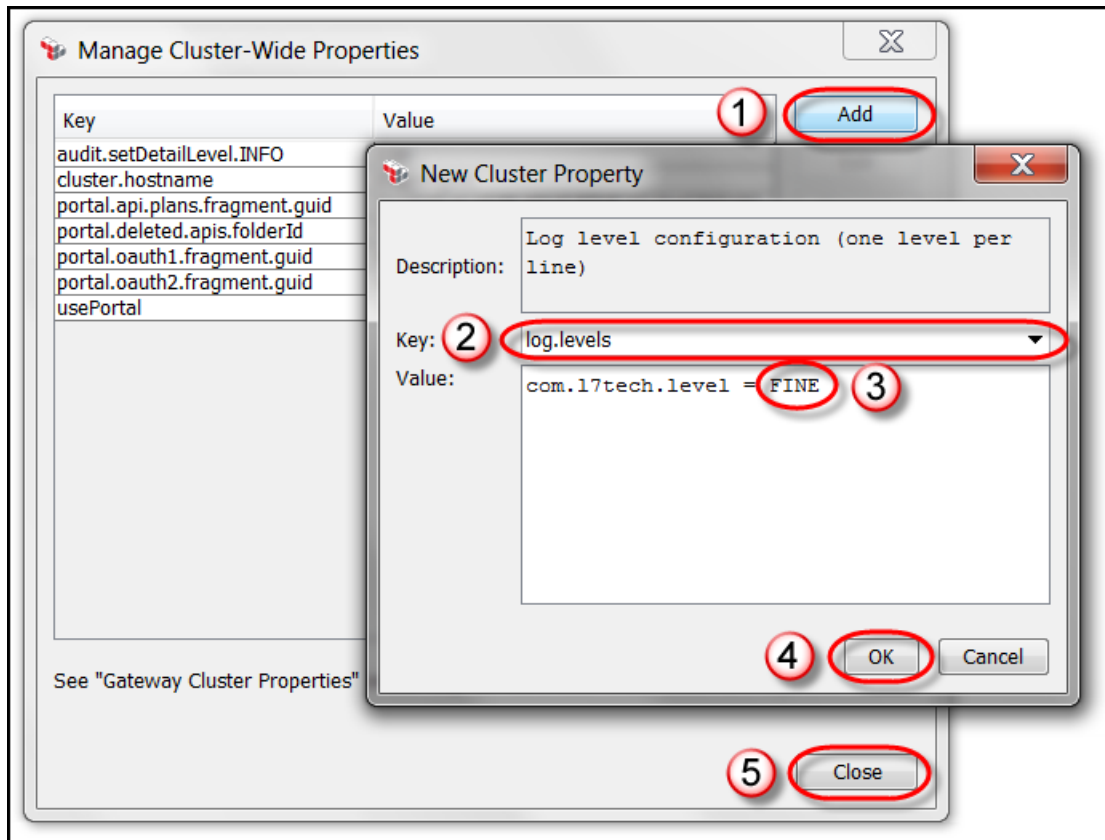 Manage Cluster-Wide Properties
Key Value
1 Add
audit.setDetailLevel.INFO
cluster.hostname
portal.api.plans.fragment.guid
portal.deleted.apis.folderId
portal.oauth1.fragment.guid
portal.oauth2.fragment.guid
usePortal
See "Gateway Cluster Properties"
New Cluster Property
Description:
Log level configuration (one level per
line)
Key: 2 log.levels
Value:
com.l7tech.level = FINE 3
4 OK Cancel
5 Close